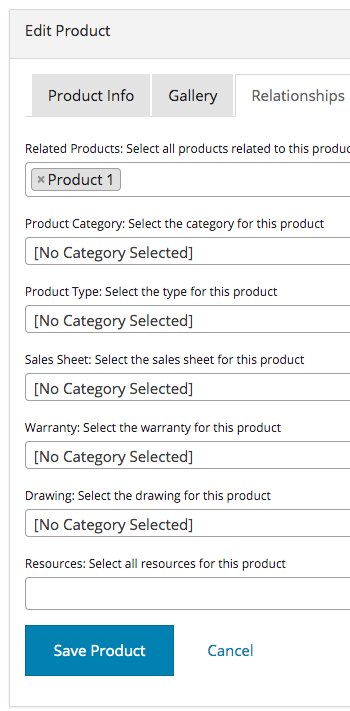 Edit Product
Product Info Gallery Relationships
Related Products: Select all products related to this produc
× Product 1
Product Category: Select the category for this product
[No Category Selected]
Product Type: Select the type for this product
[No Category Selected]
Sales Sheet: Select the sales sheet for this product
[No Category Selected]
Warranty: Select the warranty for this product
[No Category Selected]
Drawing: Select the drawing for this product
[No Category Selected]
Resources: Select all resources for this product
Save Product Cancel